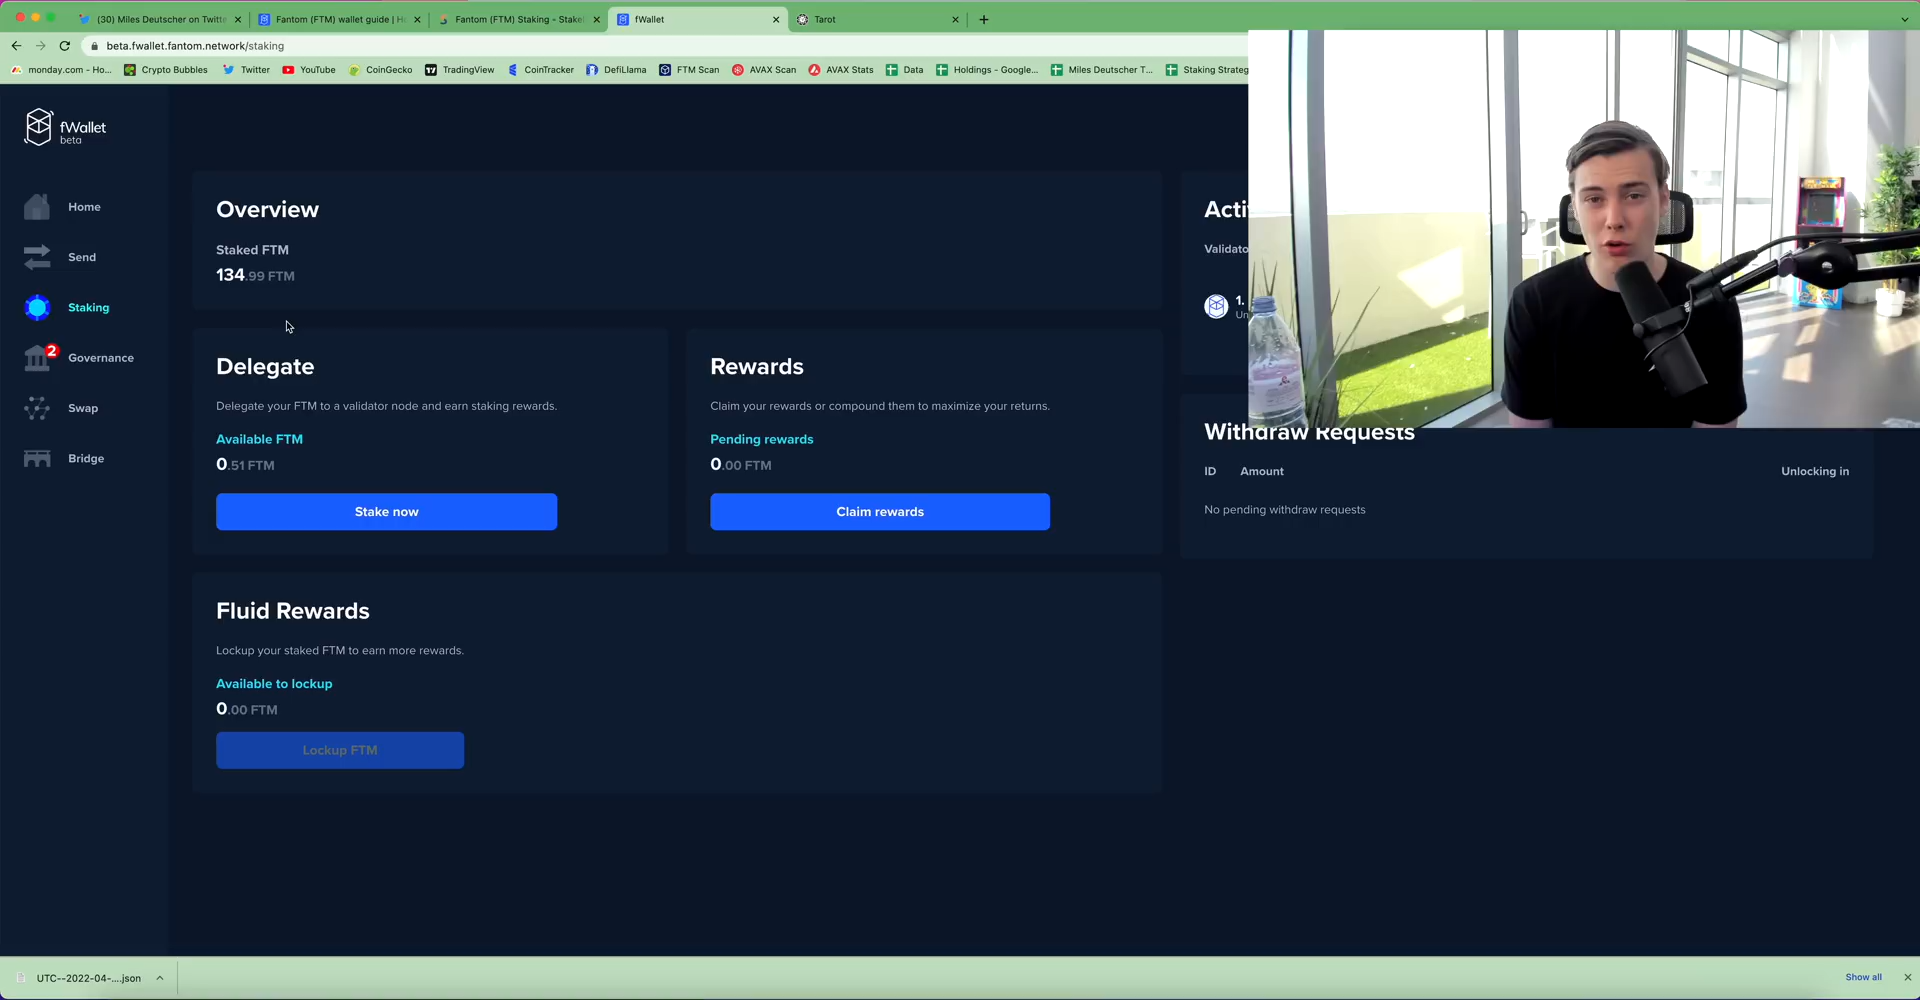 (30) Miles Deutscher on Twitte
Fantom (FTM) wallet guide | H
Fantom (FTM) Staking - Stake
fWallet
Tarot
beta.fwallet.fantom.network/staking
monday.com - Ho...
Crypto Bubbles
Twitter
YouTube
CoinGecko
TradingView
CoinTracker
DefiLlama
FTM Scan
AVAX Scan
AVAX Stats
Data
Holdings - Google...
Miles Deutscher T...
Staking Strateg
fWallet
beta
Home
Send
Staking
2
Governance
Swap
Bridge
Overview
Staked FTM
134.99 FTM
Delegate
Delegate your FTM to a validator node and earn staking rewards.
Available FTM
0.51 FTM
Stake now
Rewards
Claim your rewards or compound them to maximize your returns.
Pending rewards
0.00 FTM
Claim rewards
Fluid Rewards
Lockup your staked FTM to earn more rewards.
Available to lockup
0.00 FTM
Lockup FTM
Acti
Validato
1.
Un
Withdraw Requests
ID Amount Unlocking in
No pending withdraw requests
UTC--2022-04-....json
Show all